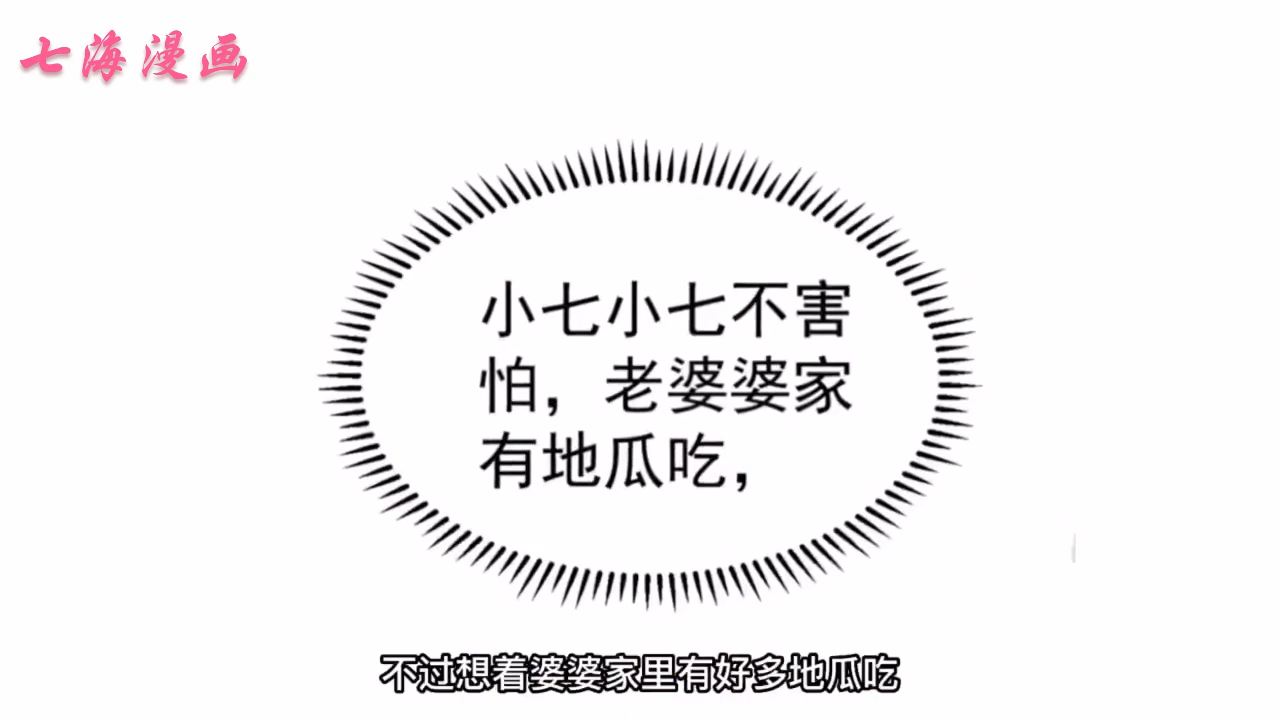 七海漫画
小七小七不害
怕，老婆婆家
有地瓜吃，
不过想着婆婆家里有好多地瓜吃